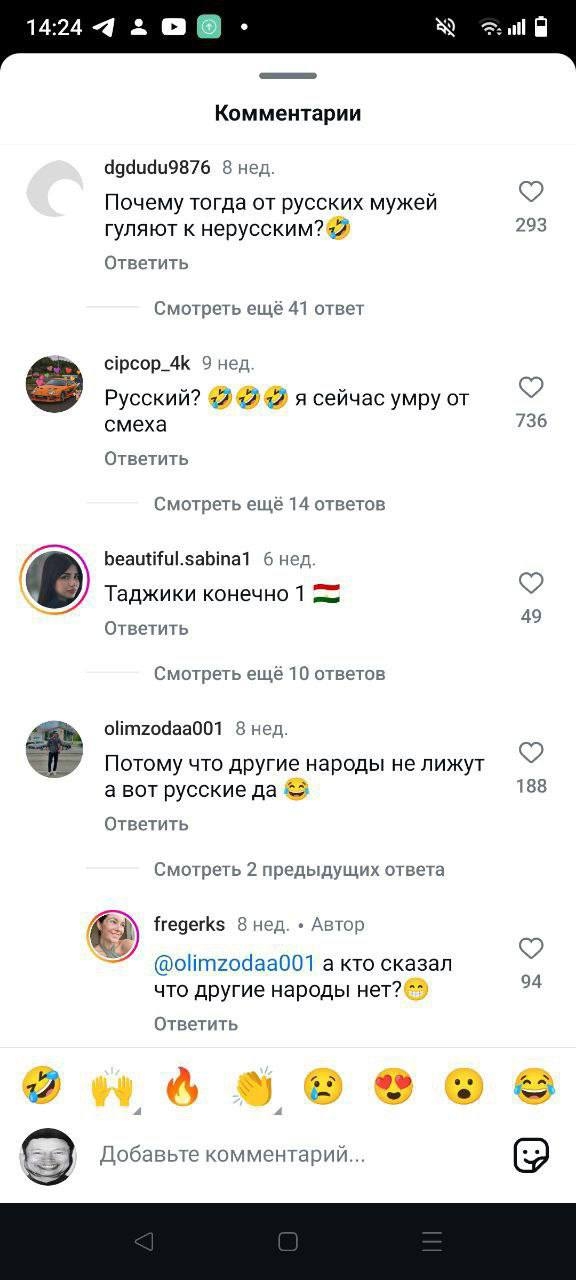 14:24
Комментарии
dgdudu9876 8 нед.
Почему тогда от русских мужей
гуляют к нерусским?🤣
293
Ответить
Смотреть ещё 41 ответ
cipcop_4k 9 нед.
Русский? 🤣🤣🤣 я сейчас умру от
смеха
736
Ответить
Смотреть ещё 14 ответов
beautiful.sabina1 6 нед.
Таджики конечно 1 🇹🇯
49
Ответить
Смотреть ещё 10 ответов
olimzodaa001 8 нед.
Потому что другие народы не лижут
а вот русские да 😂
188
Ответить
Смотреть 2 предыдущих ответа
fregerks 8 нед. • Автор
@olimzodaa001 а кто сказал
что другие народы нет?😁
94
Ответить
Добавьте комментарий...